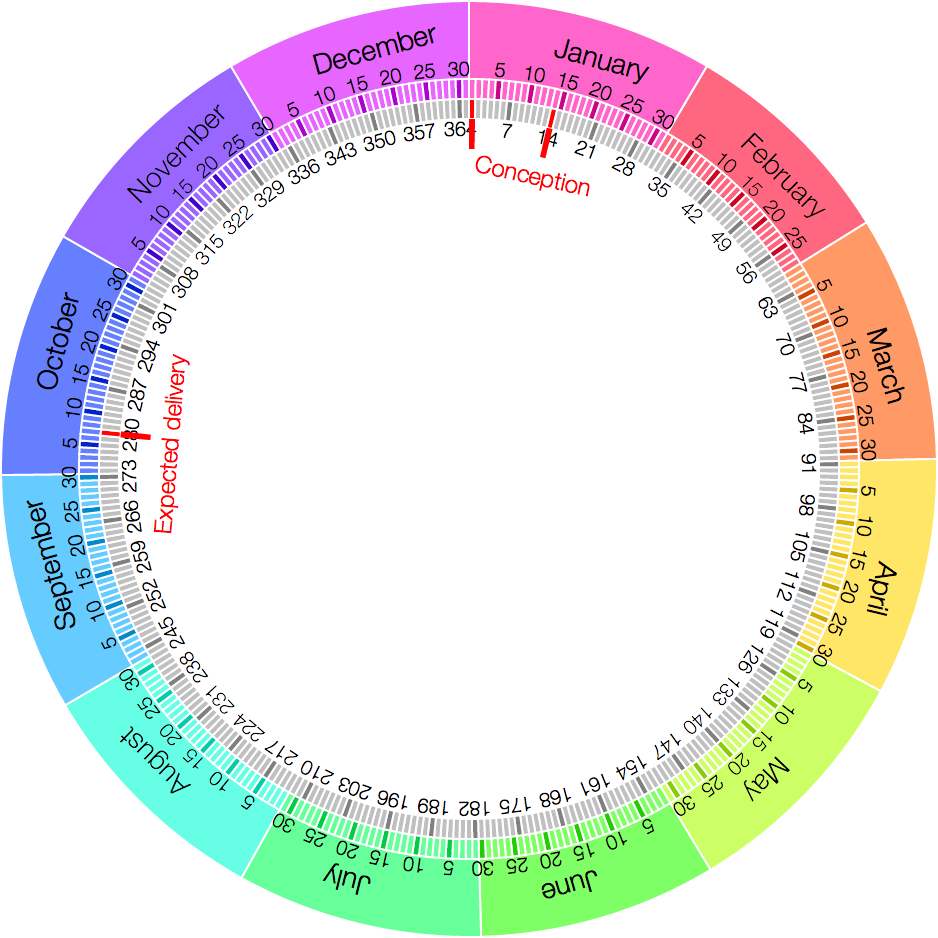 January
5 10 15 20 25 30
February
5 10 15 20 25
March
5 10 15 20 25 30
April
5 10 15 20 25 30
May
5 10 15 20 25 30
June
5 10 15 20 25 30
July
5 10 15 20 25 30
August
5 10 15 20 25 30
September
5 10 15 20 25 30
October
5 10 15 20 25 30
November
5 10 15 20 25 30
December
5 10 15 20 25 30
7 14 21 28 35 42 49 56 63 70 77 84 91 98 105 112 119 126 133 140 147 154 161 168 175 182 189 196 203 210 217 224 231 238 245 252 259 266 273 280 287 294 301 308 315 322 329 336 343 350 357 364
Conception
Expected delivery